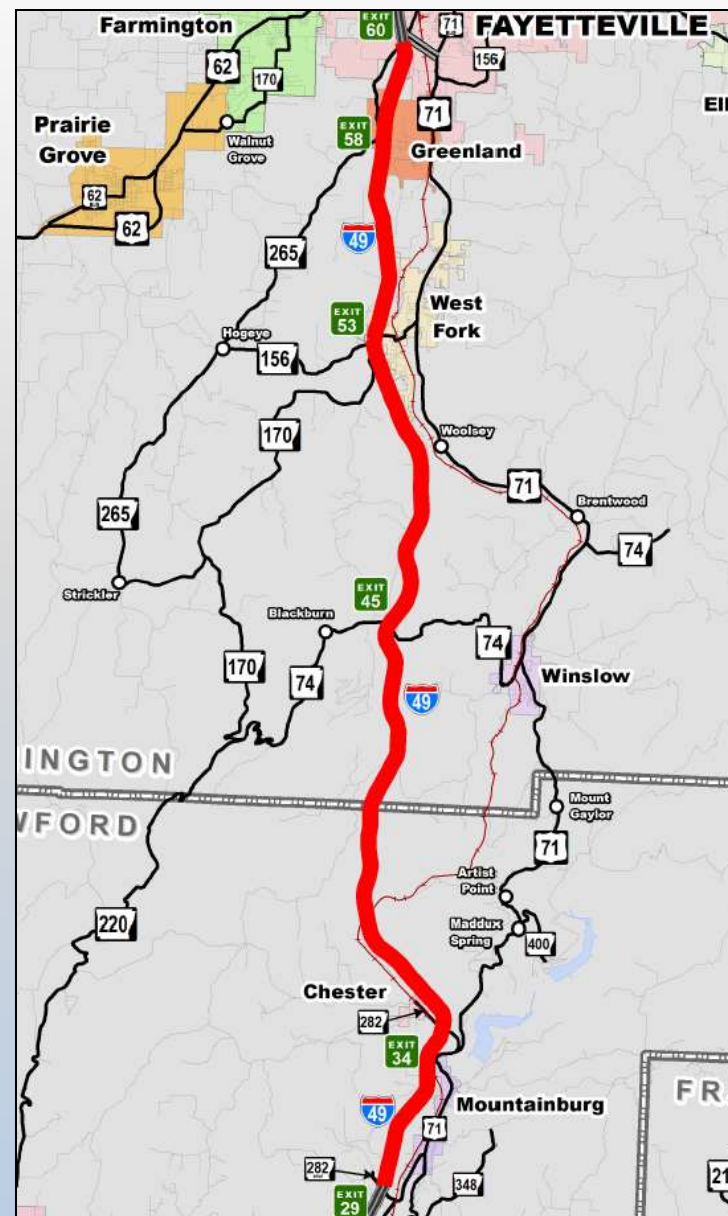 EXIT
60
71
FAYETTEVILLE
Farmington
62
170
156
Prairie
Grove
Walnut
Grove
EXIT
58
71
Greenland
62
62
265
49
EXIT
53
West
Fork
Hogeye
156
170
Woolsey
71
265
Brentwood
74
Strickler
EXIT
45
Blackburn
74
170
74
Winslow
49
INGTON
WFORD
Mount
Gaylor
71
Artist
Point
220
Maddux
Spring
400
Chester
282
EXIT
34
FRA
49
Mountainburg
71
282
348
21
EXIT
29